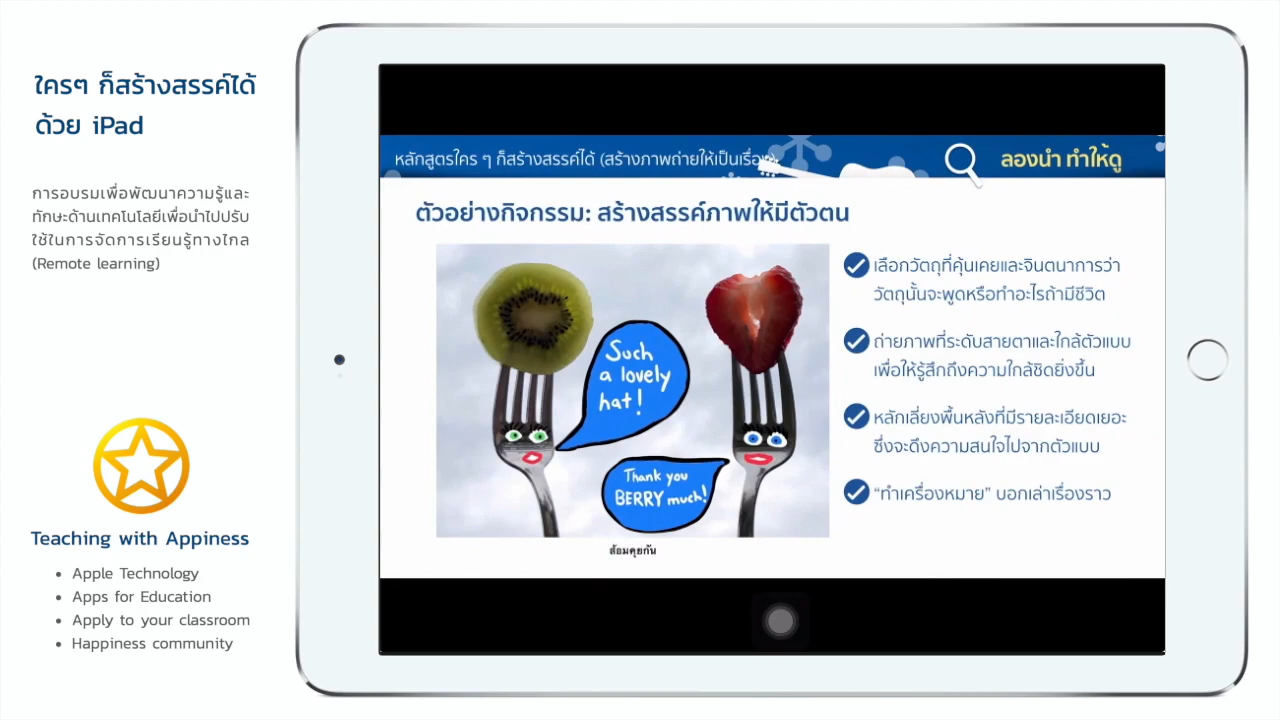 ใครๆ ก็สร้างสรรค์ได้
ด้วย iPad
การอบรมเพื่อพัฒนาความรู้และ
ทักษะด้านเทคโนโลยีเพื่อนำไปปรับ
ใช้ในการจัดการเรียนรู้ทางไกล
(Remote learning)
Teaching with Appiness
• Apple Technology
• Apps for Education
• Apply to your classroom
• Happiness community
หลักสูตรใคร ๆ ก็สร้างสรรค์ได้ (สร้างภาพถ่ายให้เป็นเรื่อง)
ลองนำ ทำให้ดู
ตัวอย่างกิจกรรม: สร้างสรรค์ภาพให้มีตัวตน
Such
a lovely
hat!
Thank you
BERRY much!
ส้อมคุยกัน
เลือกวัตถุที่คุ้นเคยและจินตนาการว่า
วัตถุนั้นจะพูดหรือทำอะไรถ้ามีชีวิต
ถ่ายภาพที่ระดับสายตาและใกล้ตัวแบบ
เพื่อให้รู้สึกถึงความใกล้ชิดยิ่งขึ้น
หลักเลี่ยงพื้นหลังที่มีรายละเอียดเยอะ
ซึ่งจะดึงความสนใจไปจากตัวแบบ
“ทำเครื่องหมาย” บอกเล่าเรื่องราว